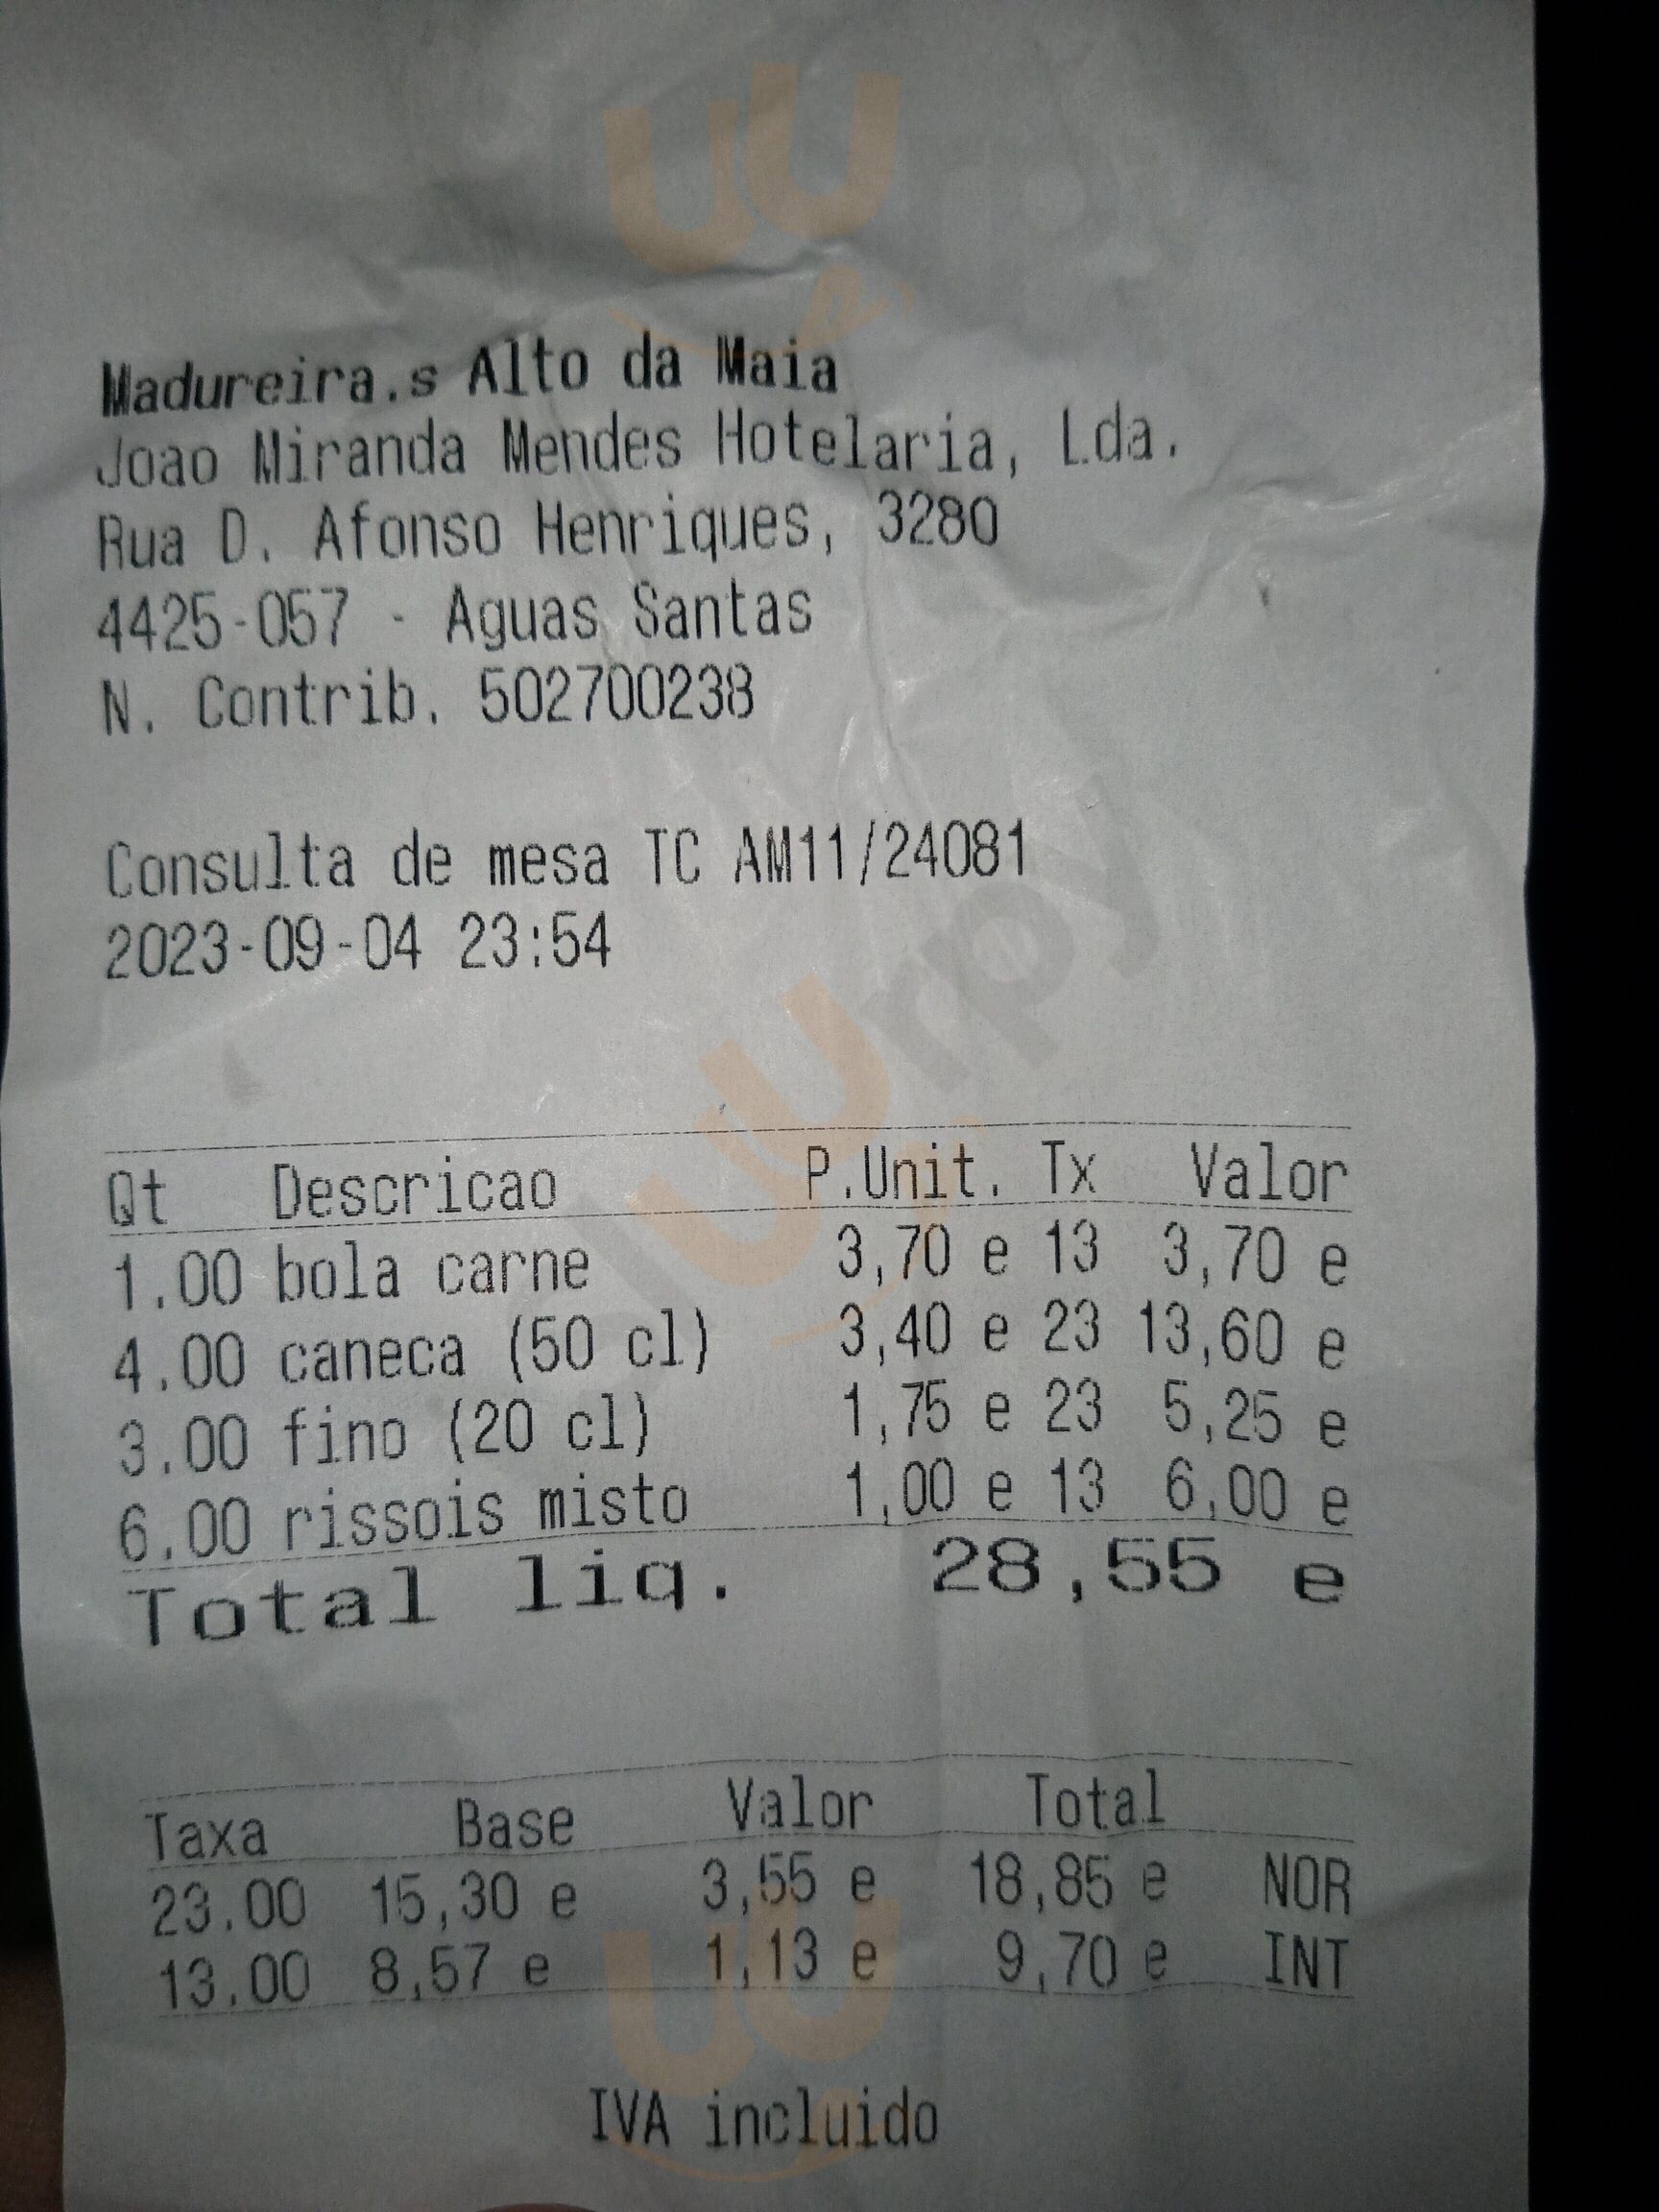 Madureira.s Alto da Maia
Joao Miranda Mendes Hotelaria, Lda.
Rua D. Afonso Henriques, 3280
4425-057 - Aguas Santas
N. Contrib. 502700238
Consulta de mesa TC AM11/24081
2023-09-04 23:54
Qt Descricao P.Unit. Tx Valor
1.00 bola carne 3,70 e 13 3,70 e
4.00 caneca (50 cl) 3,40 e 23 13,60 e
3.00 fino (20 cl) 1,75 e 23 5,25 e
6.00 rissois misto 1,00 e 13 6,00 e
Total liq. 28,55 e
Taxa Base Valor Total
23.00 15,30 e 3,55 e 18,85 e NOR
13.00 8,57 e 1,13 e 9,70 e INT
IVA incluido